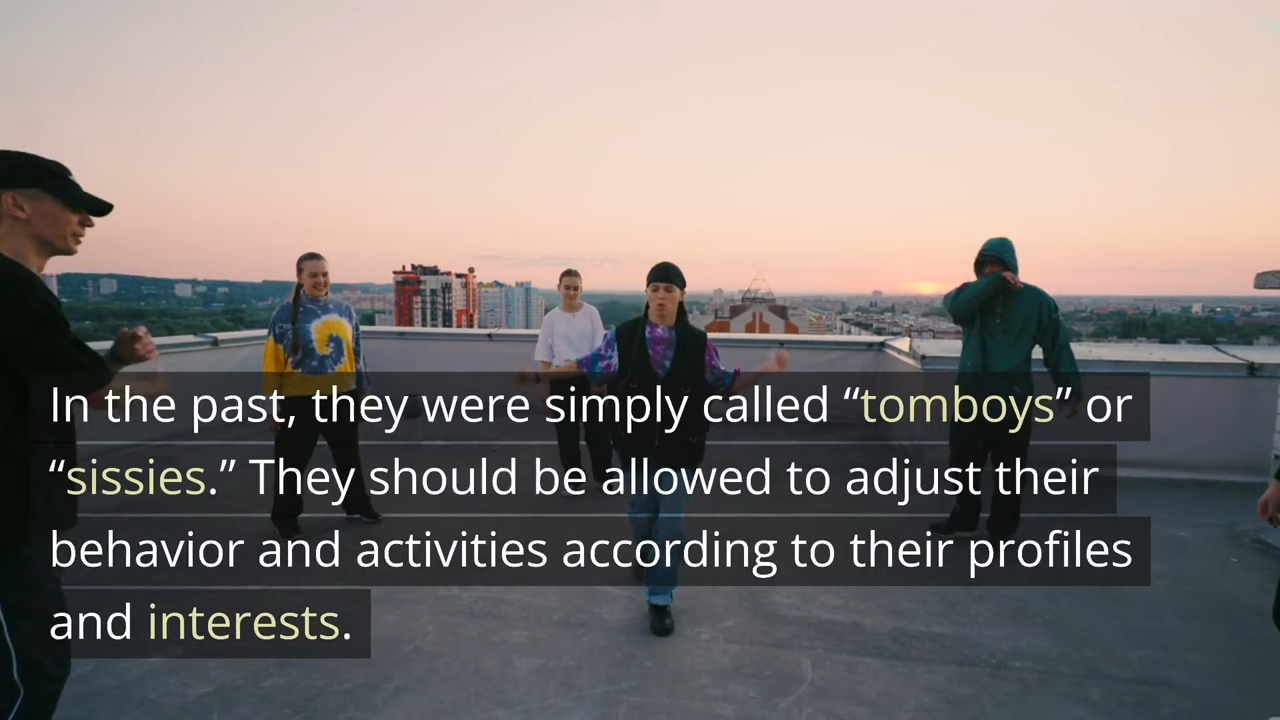 In the past, they were simply called “tomboys” or
“sissies.” They should be allowed to adjust their
behavior and activities according to their profiles
and interests.